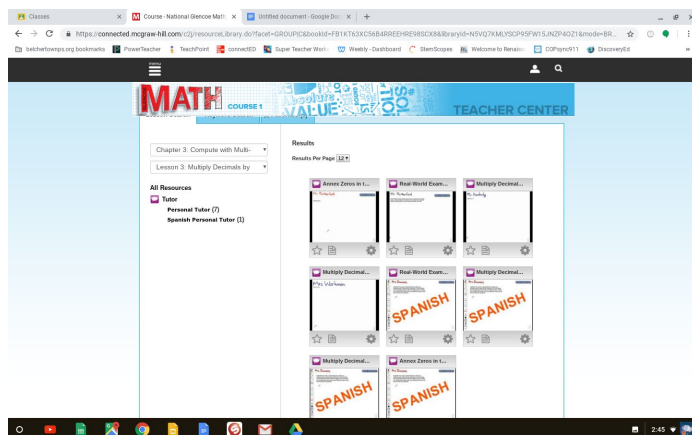 Classes
Course - National Glencoe Math
Untitled document - Google Doc
https://connected.mcgraw-hill.com/c2j/resourceLibrary.do?facet=GROUPIC&bookId=FB1KT63XC56B4RREEHRE98SCX8&libraryid=N5VQ7KMLYSCP95FW15JNZP4OZ1&mode=BR...
belchertownps.org bookmarks
PowerTeacher
TeachPoint
connectED
Super Teacher Work
Weebly - Dashboard
StemScopes
Welcome to Renais
COPsync911
DiscoveryEd
menu
MATH COURSE 1
TEACHER CENTER
Chapter 3: Compute with Multi-
Lesson 3: Multiply Decimals by
All Resources
Tutor
Personal Tutor (7)
Spanish Personal Tutor (1)
Results
Results Per Page 12
Annex Zeros in t...
Real-World Exam...
Multiply Decimal...
Multiply Decimal...
Real-World Exam...
Multiply Decimal...
SPANISH
SPANISH
Multiply Decimal...
Annex Zeros in t...
SPANISH
SPANISH
2:45